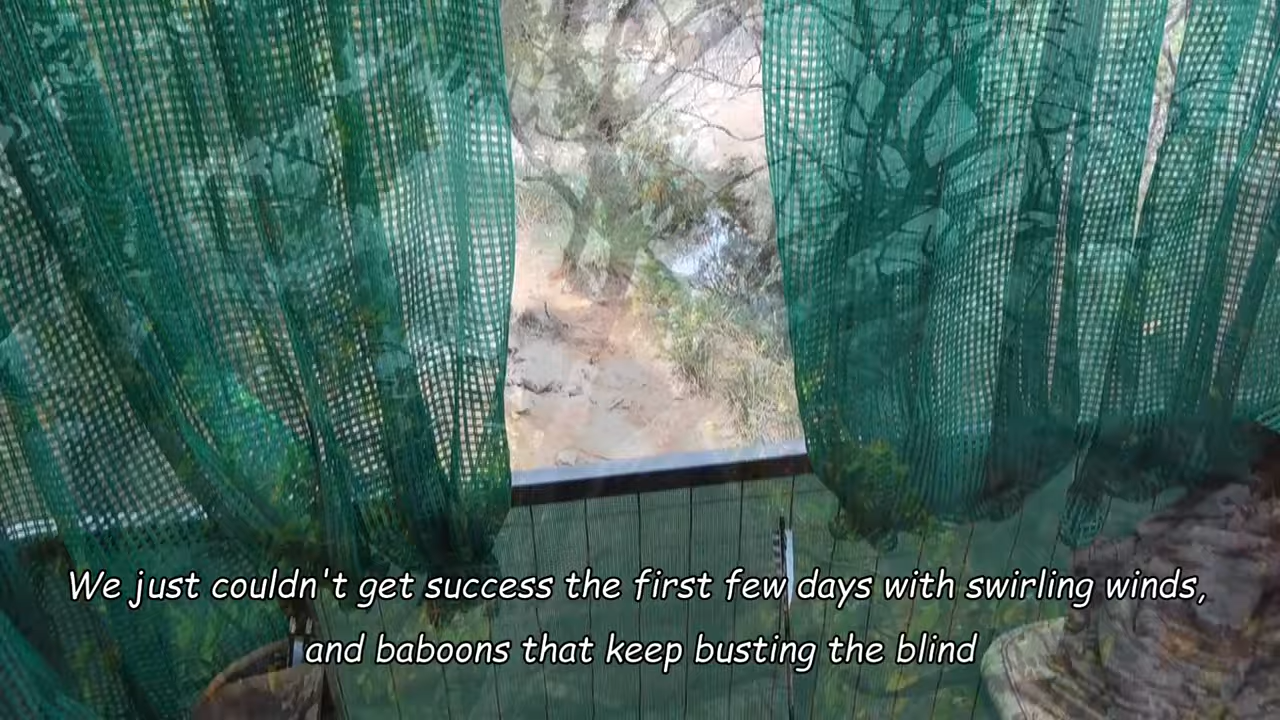 We just couldn't get success the first few days with swirling winds,
and baboons that keep busting the blind